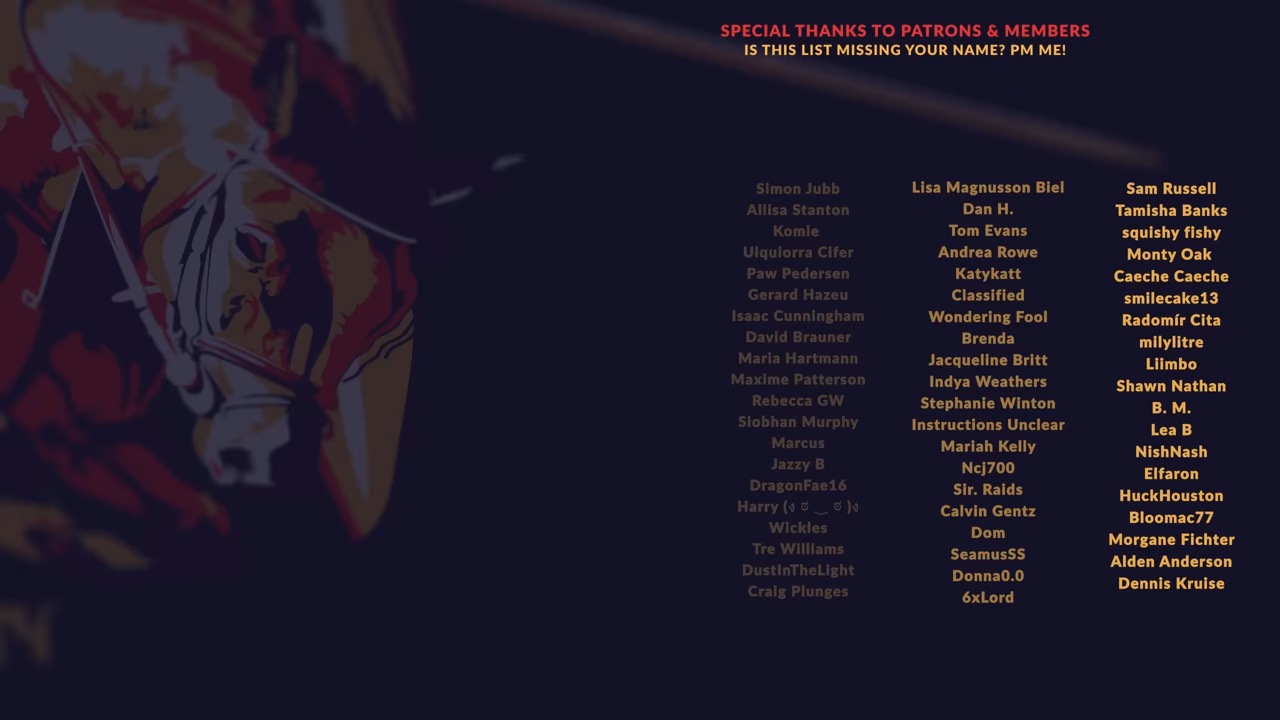 SPECIAL THANKS TO PATRONS & MEMBERS
IS THIS LIST MISSING YOUR NAME? PM ME!
Simon Jubb
Allisa Stanton
Komie
Ulquiorra Cifer
Paw Pedersen
Gerard Hazeu
Isaac Cunningham
David Brauner
Maria Hartmann
Maxime Patterson
Rebecca GW
Siobhan Murphy
Marcus
Jazzy B
DragonFae16
Harry (ง ಠ ‿ ಠ )ง
Wickles
Tre Williams
DustInTheLight
Craig Plunges
Lisa Magnusson Biel
Dan H.
Tom Evans
Andrea Rowe
Katykatt
Classified
Wondering Fool
Brenda
Jacqueline Britt
Indya Weathers
Stephanie Winton
Instructions Unclear
Mariah Kelly
Ncj700
Sir. Raids
Calvin Gentz
Dom
SeamusSS
Donna0.0
6xLord
Sam Russell
Tamisha Banks
squishy fishy
Monty Oak
Caeche Caeche
smilecake13
Radomír Cita
milylitre
Liimbo
Shawn Nathan
B. M.
Lea B
NishNash
Elfaron
HuckHouston
Bloomac77
Morgane Fichter
Alden Anderson
Dennis Kruise